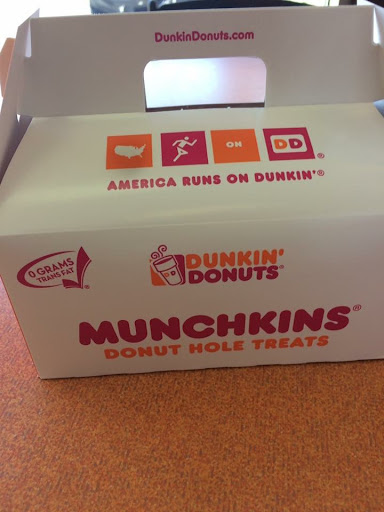 DunkinDonuts.com
ON DD®
AMERICA RUNS ON DUNKIN'®
0 GRAMS
TRANS FAT
®
DUNKIN'
DONUTS®
MUNCHKINS®
DONUT HOLE TREATS